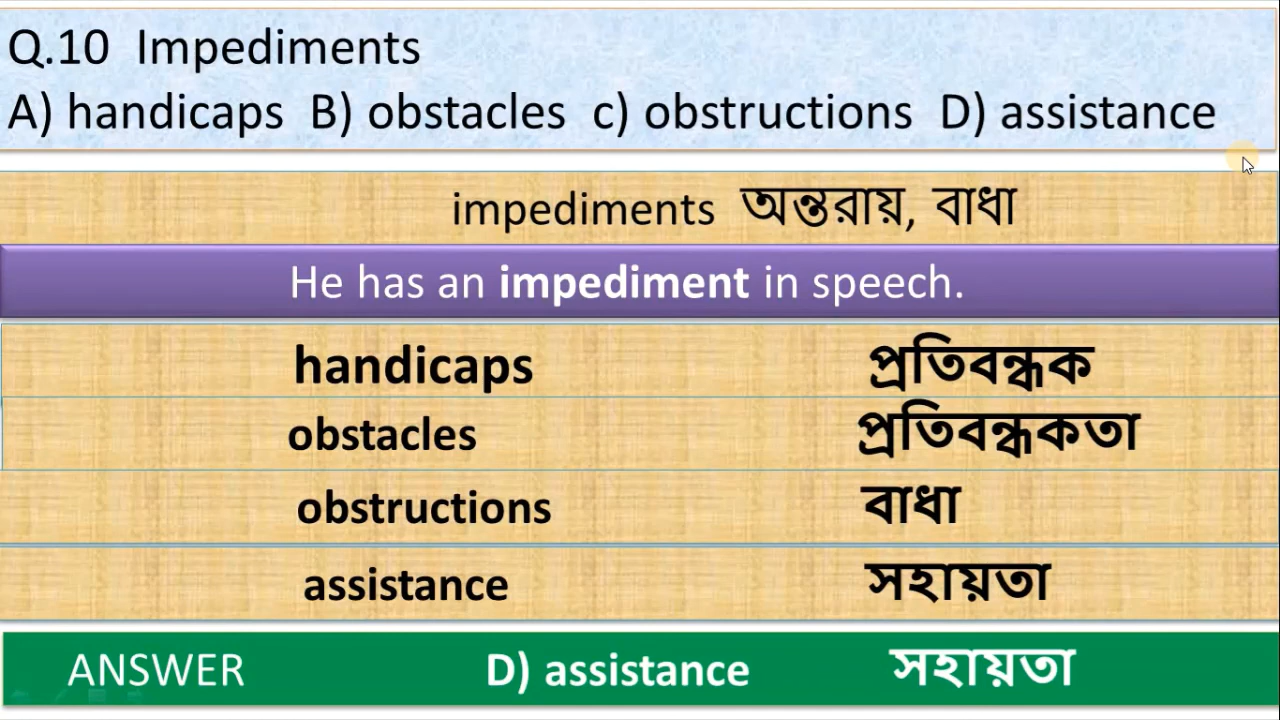 Q.10 Impediments
A) handicaps B) obstacles c) obstructions D) assistance
impediments অন্তরায়, বাধা
He has an impediment in speech.
handicaps প্রতিবন্ধক
obstacles প্রতিবন্ধকতা
obstructions বাধা
assistance সহায়তা
ANSWER D) assistance সহায়তা